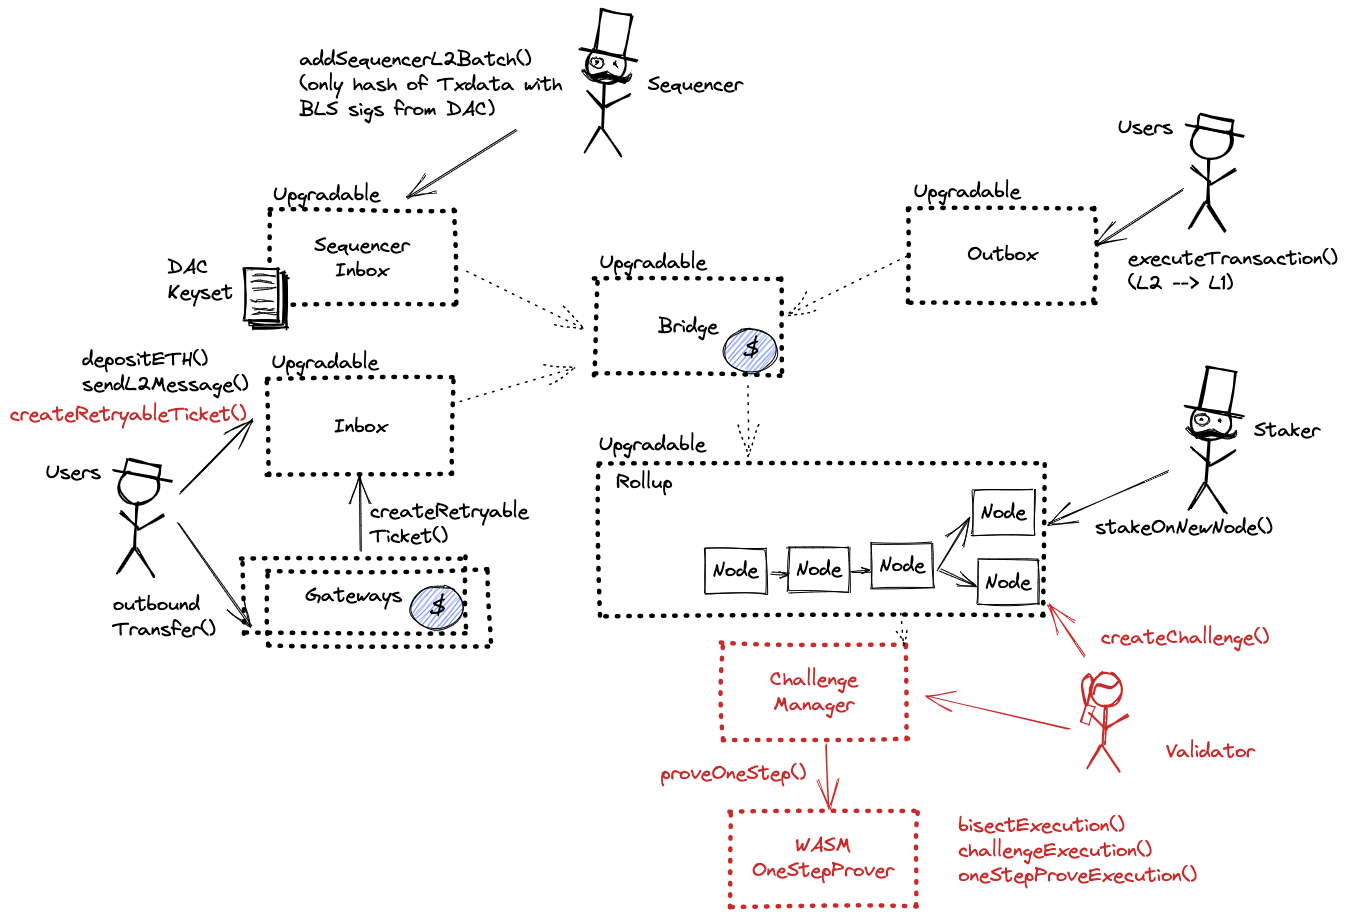 addSequencerL2Batch()
(only hash of Txdata with
BLS sigs from DAC)
Sequencer
Users
Upgradable
Sequencer
Inbox
DAC
Keyset
Upgradable
Outbox
executeTransaction()
(L2 --> L1)
Upgradable
Bridge
$
depositETH()
sendL2Message()
createRetryableTicket()
Upgradable
Inbox
Users
createRetryable
Ticket()
outbound
Transfer()
Gateways
$
Staker
stakeOnNewNode()
Upgradable
Rollup
Node
Node
Node
Node
Node
createChallenge()
Challenge
Manager
Validator
proveOneStep()
WASM
OneStepProver
bisectExecution()
challengeExecution()
oneStepProveExecution()